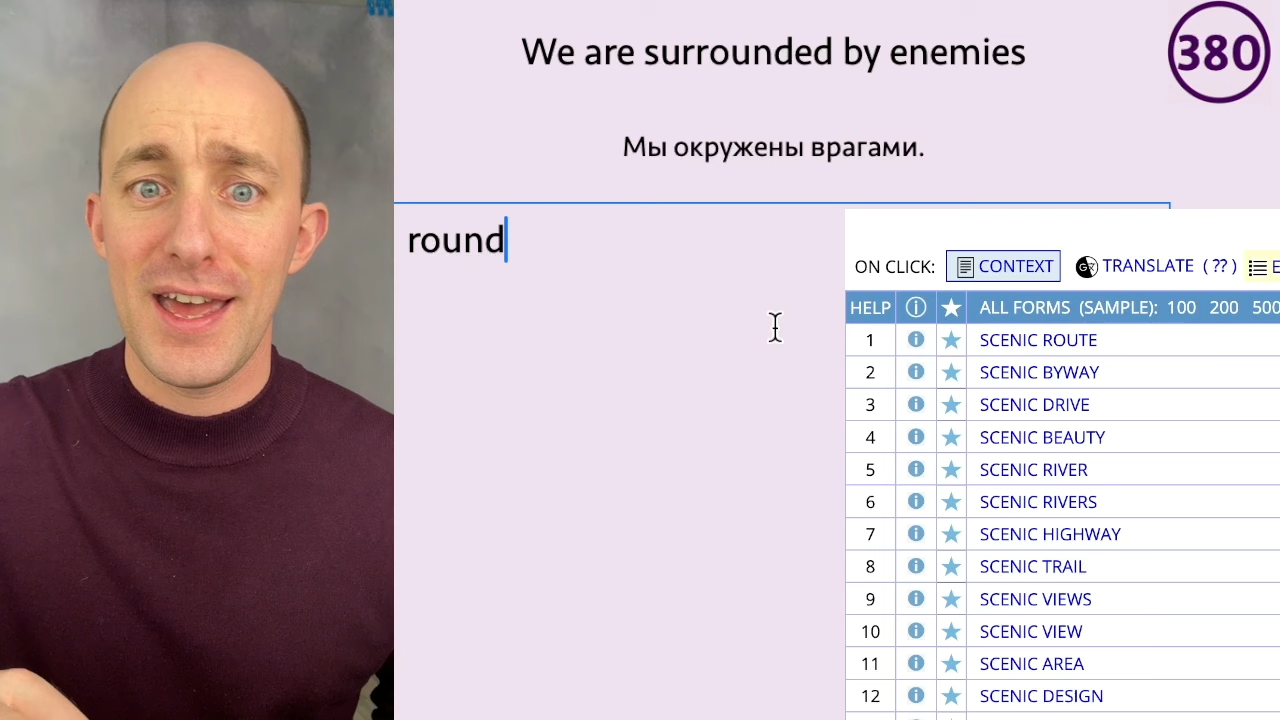 We are surrounded by enemies
380
Мы окружены врагами.
round
ON CLICK: CONTEXT TRANSLATE ( ?? ) E
HELP ALL FORMS (SAMPLE): 100 200 500
1 SCENIC ROUTE
2 SCENIC BYWAY
3 SCENIC DRIVE
4 SCENIC BEAUTY
5 SCENIC RIVER
6 SCENIC RIVERS
7 SCENIC HIGHWAY
8 SCENIC TRAIL
9 SCENIC VIEWS
10 SCENIC VIEW
11 SCENIC AREA
12 SCENIC DESIGN